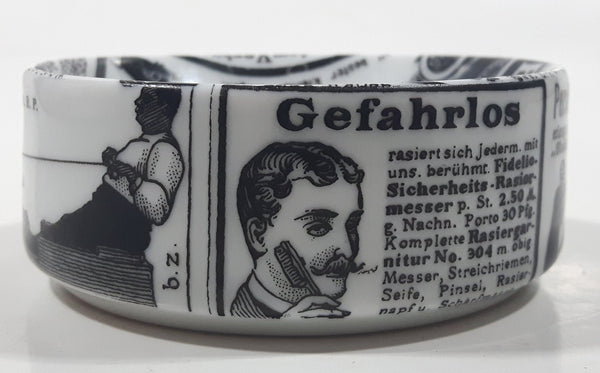 R. P.
b.z.
Gefahrlos
rasiert sich jederm. mit
uns. berühmt. Fidelio-
Sicherheits-Rasier-
messer p. St. 2.50 M.
g. Nachn. Porto 30 Pfg.
Komplette Rasiergar-
nitur No. 304 m. obig
Messer, Streichriemen,
Seife, Pinsel, Rasier-
napf u.